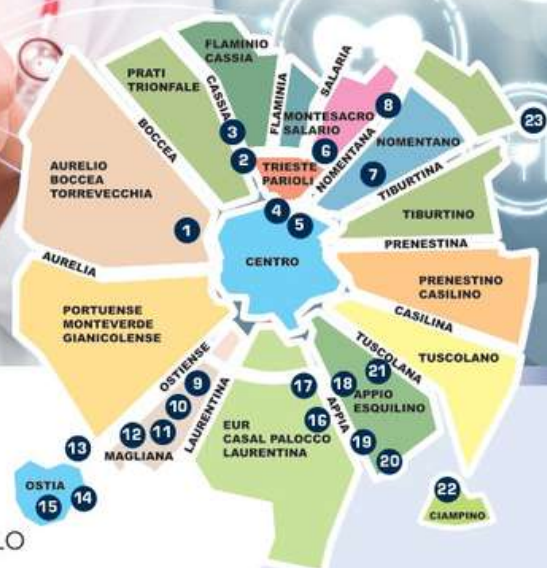 FLAMINIO
CASSIA
PRATI
TRIONFALE
CASSIA
FLAMINIA
SALARIA
MONTESACRO
SALARIO
8
23
BOCCEA
3
2
6
NOMENTANA
NOMENTANO
TRIESTE
PARIOLI
7
TIBURTINA
AURELIO
BOCCEA
TORREVECCHIA
4
5
TIBURTINO
1
PRENESTINA
CENTRO
AURELIA
PRENESTINO
CASILINO
PORTUENSE
MONTEVERDE
GIANICOLENSE
CASILINA
TUSCOLANA
TUSCOLANO
OSTIENSE
9
10
11
12
LAURENTINA
MAGLIANA
17
16
APPIA
18
21
APPIO
ESQUILINO
19
20
EUR
CASAL PALOCCO
LAURENTINA
13
OSTIA
15
14
22
CIAMPINO
LO